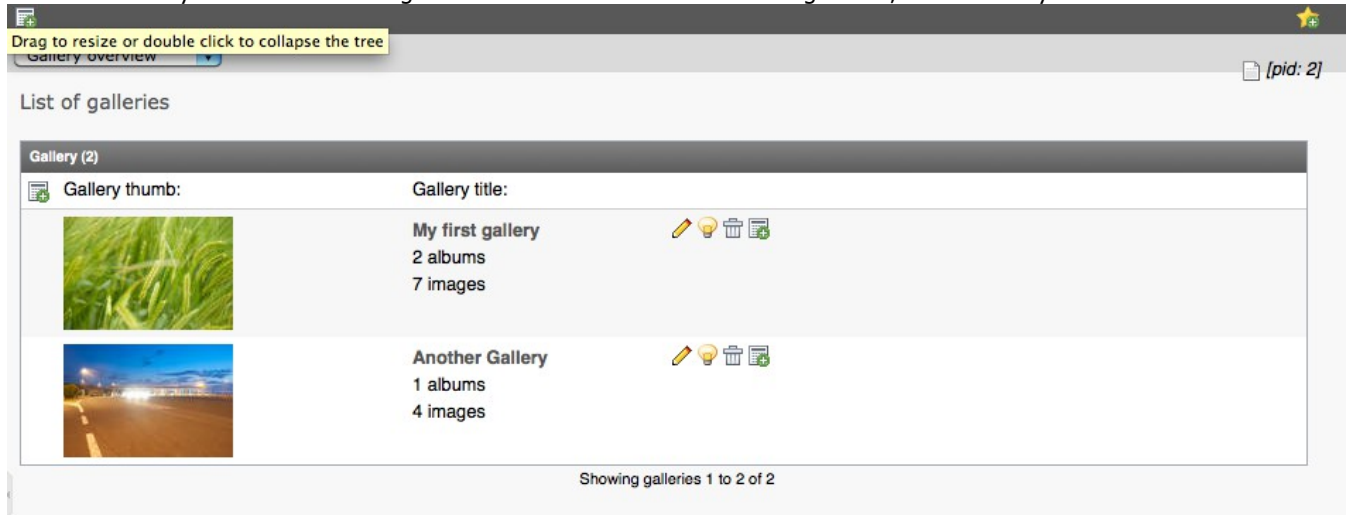 Drag to resize or double click to collapse the tree
Gallery overview
[pid: 2]
List of galleries
Gallery (2)
Gallery thumb: Gallery title:
My first gallery
2 albums
7 images
Another Gallery
1 albums
4 images
Showing galleries 1 to 2 of 2